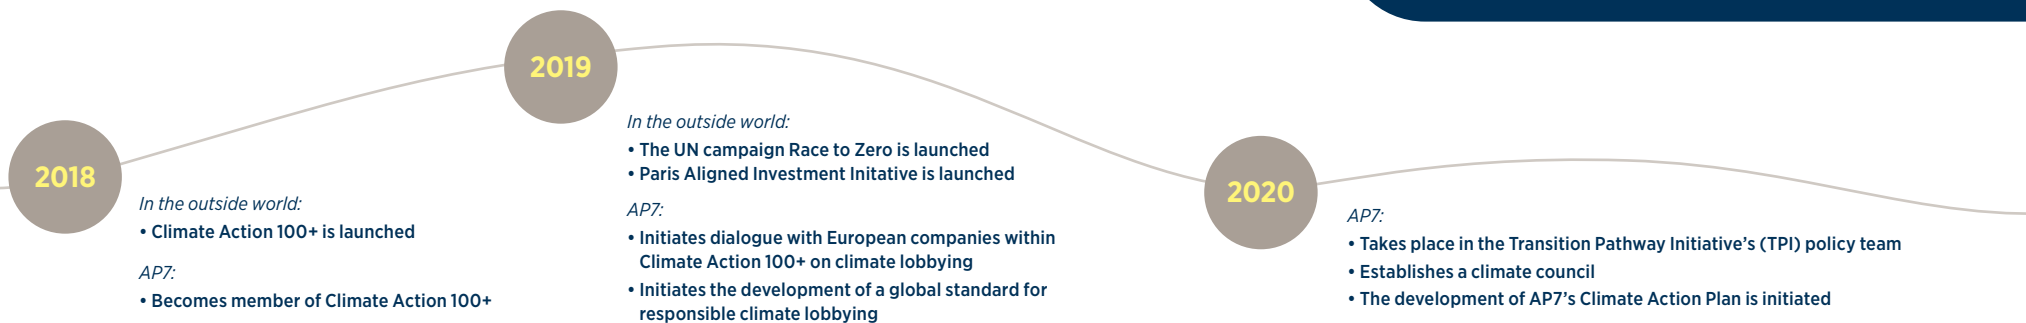 2018
In the outside world:
• Climate Action 100+ is launched
AP7:
• Becomes member of Climate Action 100+
2019
In the outside world:
• The UN campaign Race to Zero is launched
• Paris Aligned Investment Initative is launched
AP7:
• Initiates dialogue with European companies within
Climate Action 100+ on climate lobbying
• Initiates the development of a global standard for
responsible climate lobbying
2020
AP7:
• Takes place in the Transition Pathway Initiative’s (TPI) policy team
• Establishes a climate council
• The development of AP7’s Climate Action Plan is initiated